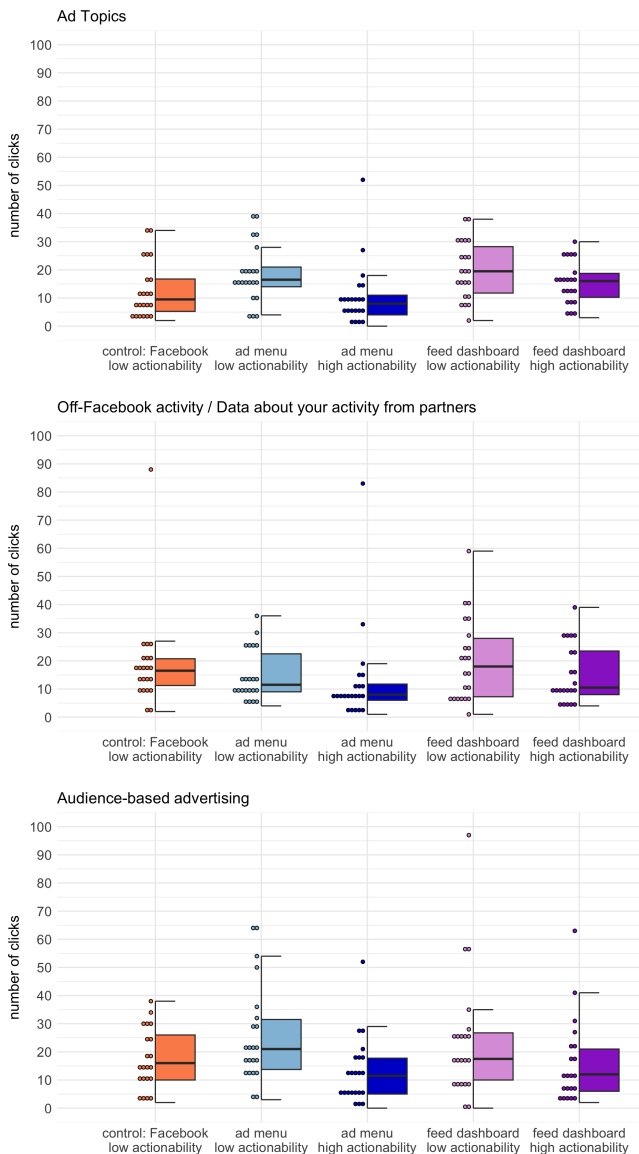 Ad Topics
number of clicks
100
90
80
70
60
50
40
30
20
10
0
control: Facebook
low actionability
ad menu
low actionability
ad menu
high actionability
feed dashboard
low actionability
feed dashboard
high actionability
Off-Facebook activity / Data about your activity from partners
number of clicks
100
90
80
70
60
50
40
30
20
10
0
control: Facebook
low actionability
ad menu
low actionability
ad menu
high actionability
feed dashboard
low actionability
feed dashboard
high actionability
Audience-based advertising
number of clicks
100
90
80
70
60
50
40
30
20
10
0
control: Facebook
low actionability
ad menu
low actionability
ad menu
high actionability
feed dashboard
low actionability
feed dashboard
high actionability